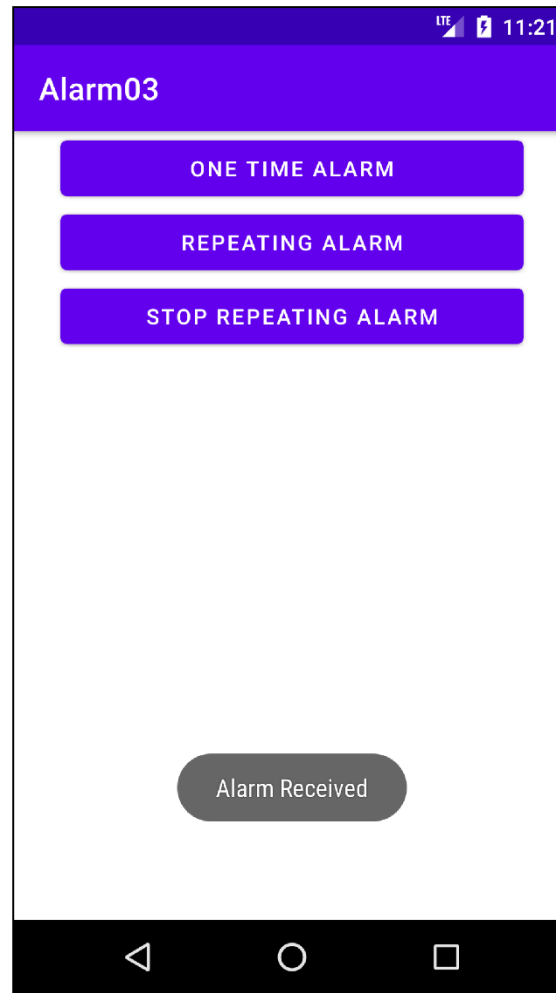 LTE 11:21
Alarm03
ONE TIME ALARM
REPEATING ALARM
STOP REPEATING ALARM
Alarm Received